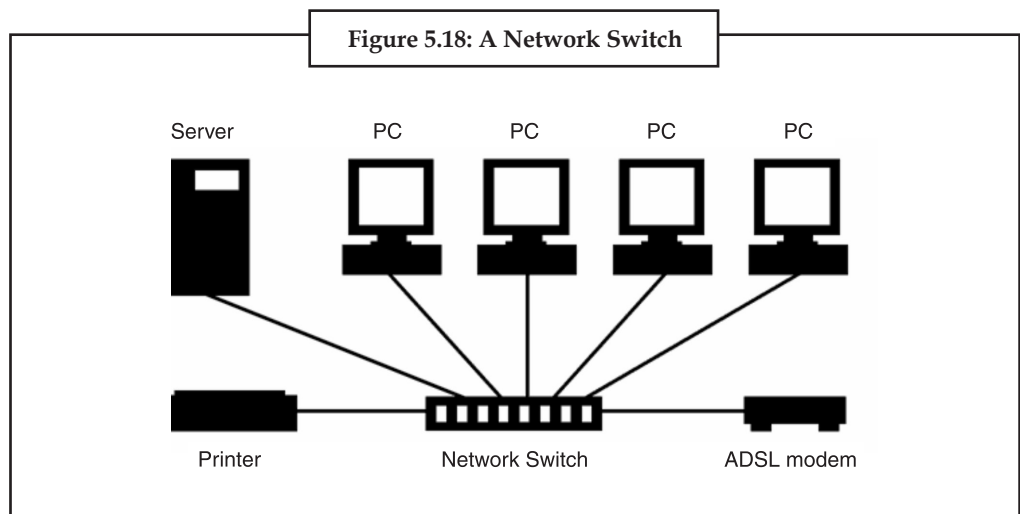 Figure 5.18: A Network Switch
Server PC PC PC PC
Printer Network Switch ADSL modem